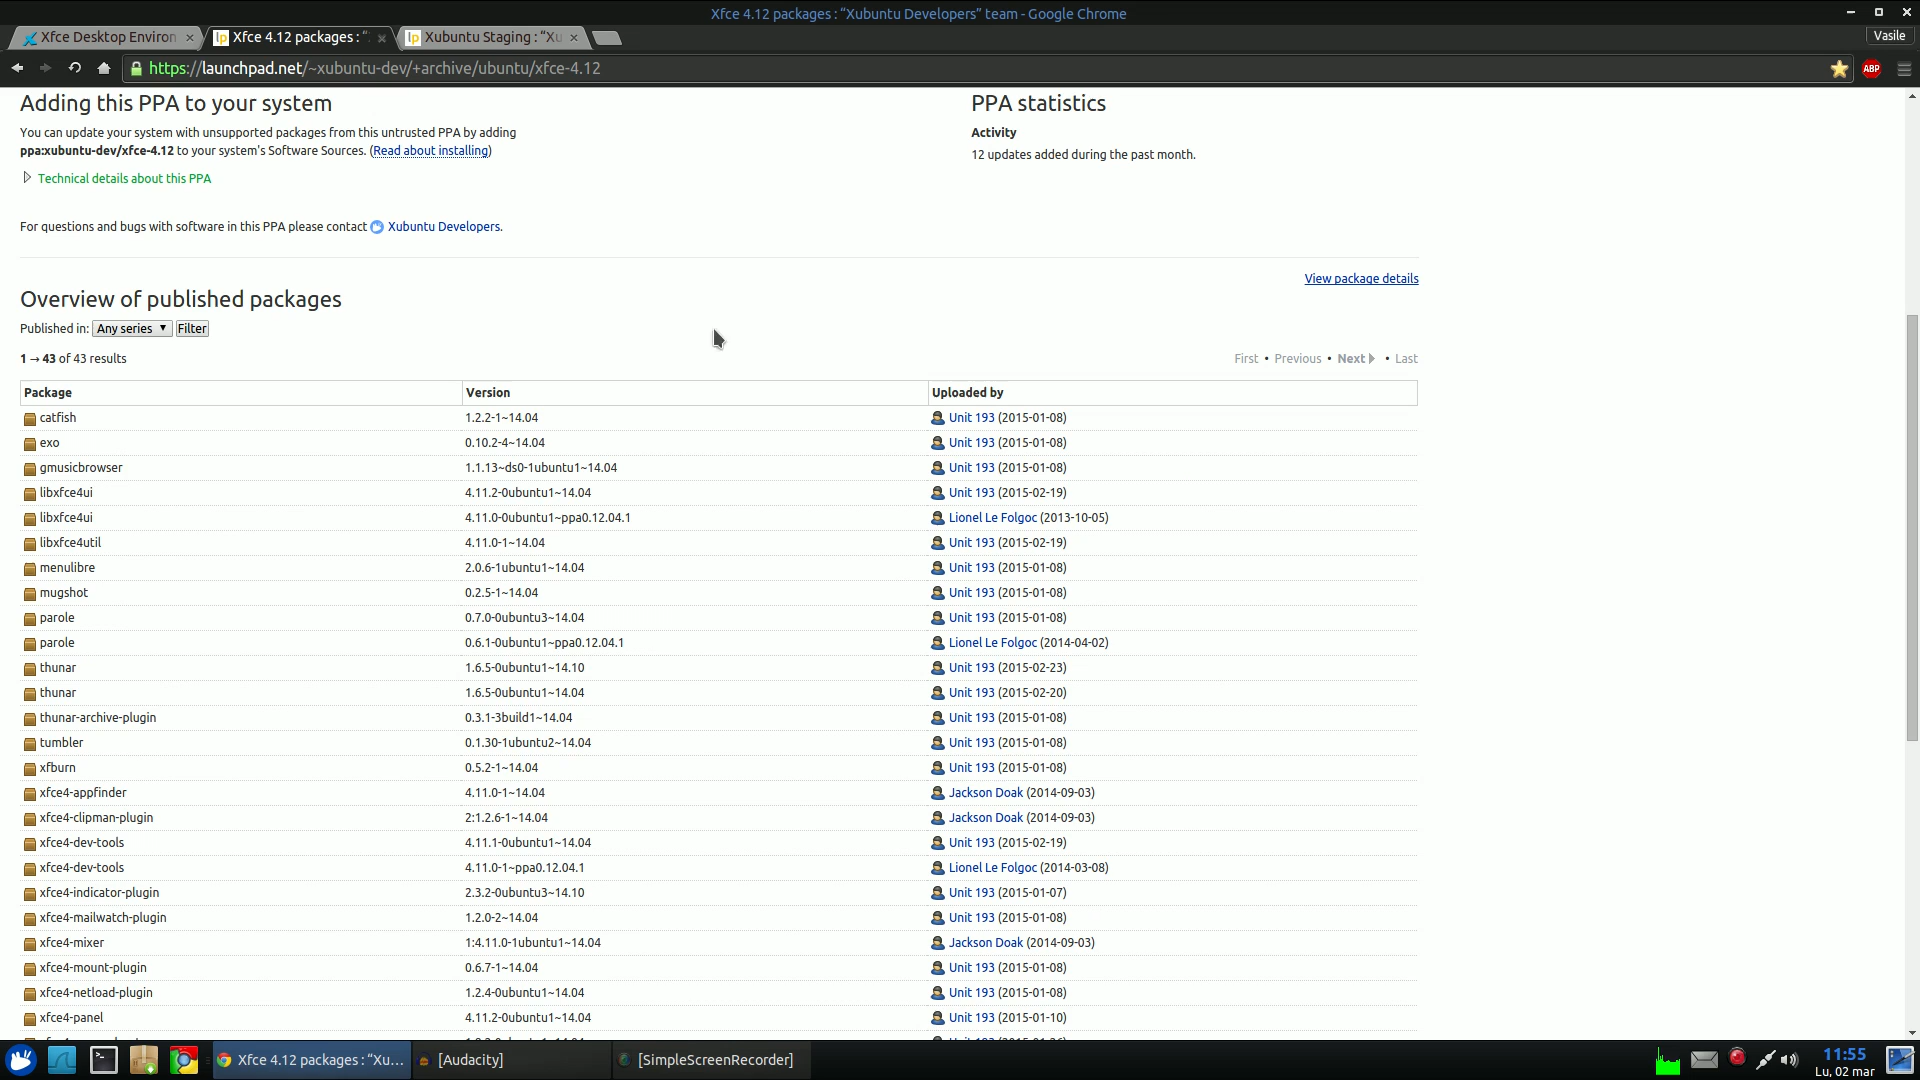 Xfce 4.12 packages : “Xubuntu Developers” team - Google Chrome
Xfce Desktop Environ
Xfce 4.12 packages : “
Xubuntu Staging : “Xu
Vasile
https://launchpad.net/~xubuntu-dev/+archive/ubuntu/xfce-4.12
ABP
Adding this PPA to your system
You can update your system with unsupported packages from this untrusted PPA by adding
ppa:xubuntu-dev/xfce-4.12 to your system's Software Sources. (Read about installing)
Technical details about this PPA
For questions and bugs with software in this PPA please contact Xubuntu Developers.
PPA statistics
Activity
12 updates added during the past month.
View package details
Overview of published packages
Published in: Any series Filter
1 → 43 of 43 results
First • Previous • Next • Last
Package Version Uploaded by
catfish 1.2.2-1~14.04 Unit 193 (2015-01-08)
exo 0.10.2-4~14.04 Unit 193 (2015-01-08)
gmusicbrowser 1.1.13~ds0-1ubuntu1~14.04 Unit 193 (2015-01-08)
libxfce4ui 4.11.2-0ubuntu1~14.04 Unit 193 (2015-02-19)
libxfce4ui 4.11.0-0ubuntu1~ppa0.12.04.1 Lionel Le Folgoc (2013-10-05)
libxfce4util 4.11.0-1~14.04 Unit 193 (2015-02-19)
menulibre 2.0.6-1ubuntu1~14.04 Unit 193 (2015-01-08)
mugshot 0.2.5-1~14.04 Unit 193 (2015-01-08)
parole 0.7.0-0ubuntu3~14.04 Unit 193 (2015-01-08)
parole 0.6.1-0ubuntu1~ppa0.12.04.1 Lionel Le Folgoc (2014-04-02)
thunar 1.6.5-0ubuntu1~14.10 Unit 193 (2015-02-23)
thunar 1.6.5-0ubuntu1~14.04 Unit 193 (2015-02-20)
thunar-archive-plugin 0.3.1-3build1~14.04 Unit 193 (2015-01-08)
tumbler 0.1.30-1ubuntu2~14.04 Unit 193 (2015-01-08)
xfburn 0.5.2-1~14.04 Unit 193 (2015-01-08)
xfce4-appfinder 4.11.0-1~14.04 Jackson Doak (2014-09-03)
xfce4-clipman-plugin 2:1.2.6-1~14.04 Jackson Doak (2014-09-03)
xfce4-dev-tools 4.11.1-0ubuntu1~14.04 Unit 193 (2015-02-19)
xfce4-dev-tools 4.11.0-1~ppa0.12.04.1 Lionel Le Folgoc (2014-03-08)
xfce4-indicator-plugin 2.3.2-0ubuntu3~14.10 Unit 193 (2015-01-07)
xfce4-mailwatch-plugin 1.2.0-2~14.04 Unit 193 (2015-01-08)
xfce4-mixer 1:4.11.0-1ubuntu1~14.04 Jackson Doak (2014-09-03)
xfce4-mount-plugin 0.6.7-1~14.04 Unit 193 (2015-01-08)
xfce4-netload-plugin 1.2.4-0ubuntu1~14.04 Unit 193 (2015-01-08)
xfce4-panel 4.11.2-0ubuntu1~14.04 Unit 193 (2015-01-10)
Xfce 4.12 packages : “Xu...
[Audacity]
[SimpleScreenRecorder]
11:55
Lu, 02 mar